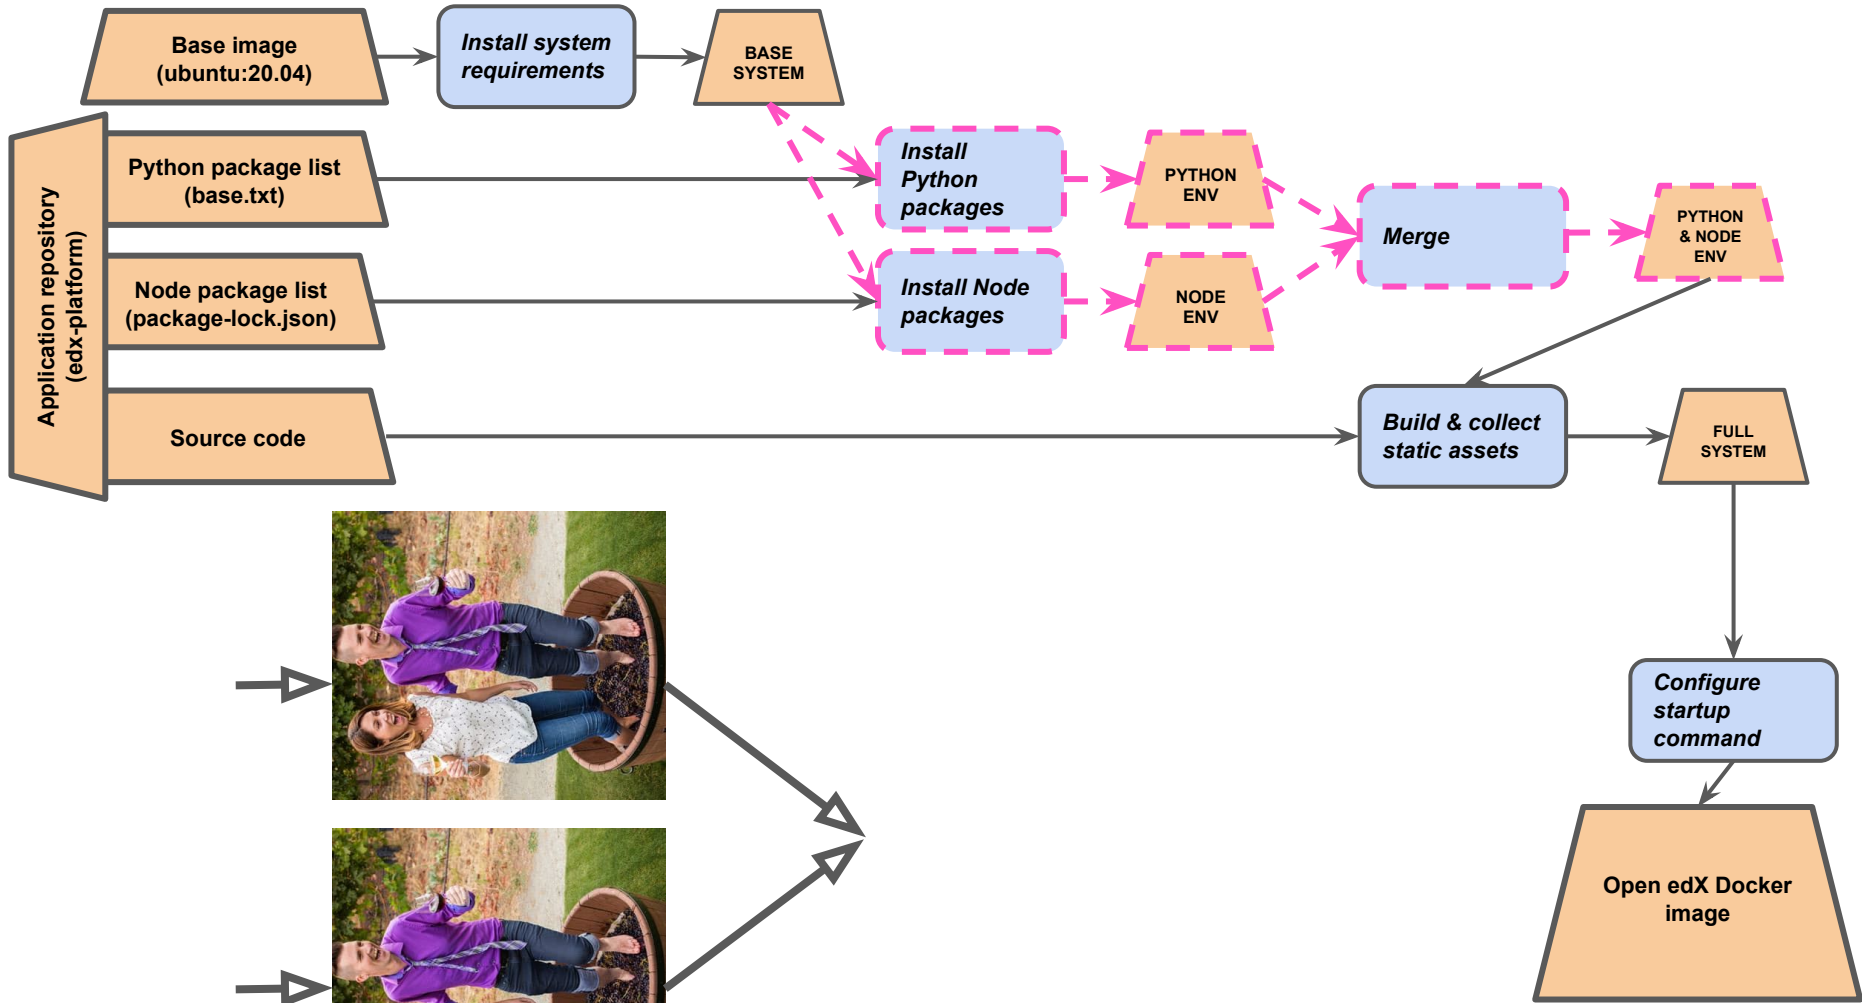 Base image
(ubuntu:20.04)
Install system
requirements
BASE
SYSTEM
Application repository
(edx-platform)
Python package list
(base.txt)
Install
Python
packages
PYTHON
ENV
Merge
PYTHON
& NODE
ENV
Node package list
(package-lock.json)
Install Node
packages
NODE
ENV
Source code
Build & collect
static assets
FULL
SYSTEM
Configure
startup
command
Open edX Docker
image